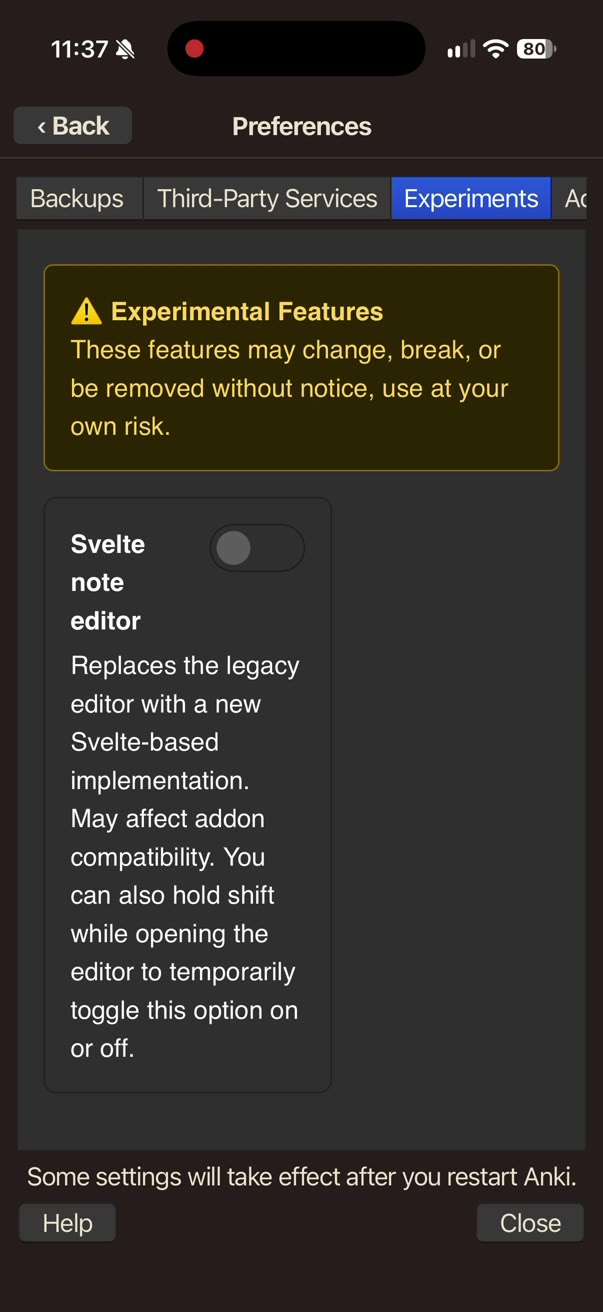 11:37
80
‹ Back
Preferences
Backups
Third-Party Services
Experiments
Ac
⚠️ Experimental Features
These features may change, break, or
be removed without notice, use at your
own risk.
Svelte
note
editor
Replaces the legacy
editor with a new
Svelte-based
implementation.
May affect addon
compatibility. You
can also hold shift
while opening the
editor to temporarily
toggle this option on
or off.
Some settings will take effect after you restart Anki.
Help
Close